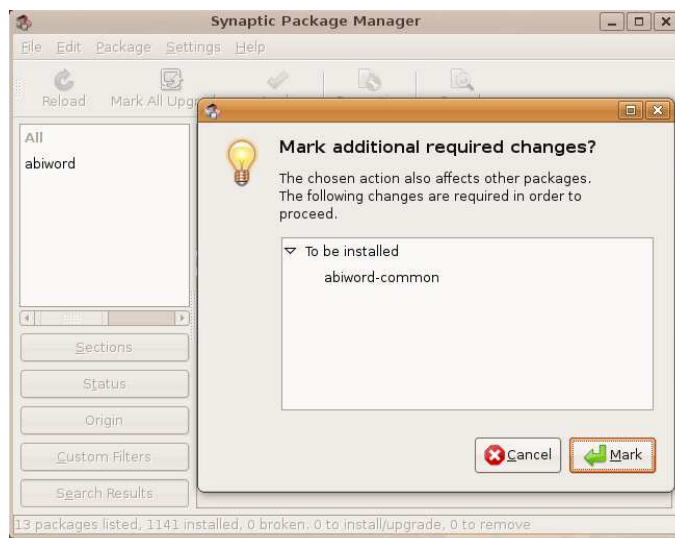 Synaptic Package Manager
File Edit Package Settings Help
Reload Mark All
All
abiword
Mark additional required changes?
The chosen action also affects other packages.
The following changes are required in order to
proceed.
To be installed
abiword-common
Cancel Mark
Sections
Status
Origin
Custom Filters
Search Results
13 packages listed, 1141 installed, 0 broken. 0 to install/upgrade, 0 to remove